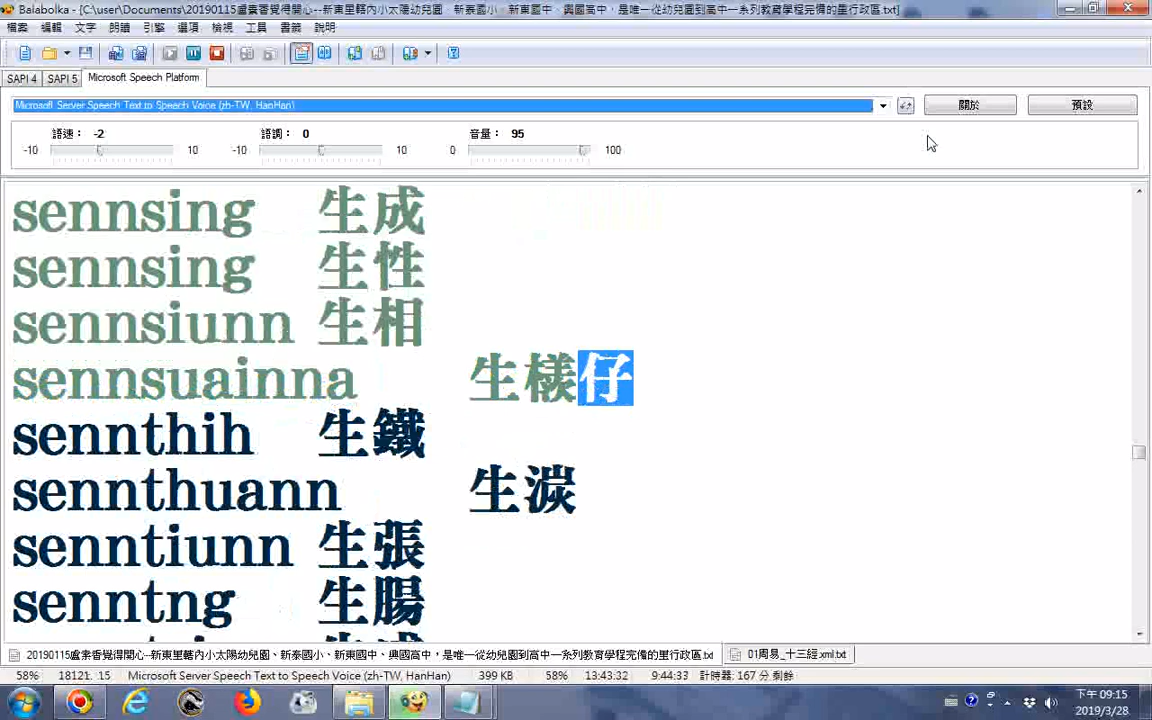 Balabolka - [C:\user\Documents\20190115盧素香覺得開心--新東里轄內小太陽幼兒園、新泰國小、新東國中、興國高中，是唯一從幼兒園到高中一系列教育學程完備的里行政區.txt]
檔案 編輯 文字 朗讀 引擎 選項 檢視 工具 書籤 說明
SAPI 4 SAPI 5 Microsoft Speech Platform
Microsoft Server Speech Text to Speech Voice (zh-TW, HanHan)
關於 預設
語速： -2 語調： 0 音量： 95
-10 10 -10 10 0 100
sennsing 生成
sennsing 生性
sennsiunn 生相
sennsuainna 生檨仔
sennthih 生鐵
sennthuann 生湠
senntiunn 生張
senntng 生腸
20190115盧素香覺得開心--新東里轄內小太陽幼兒園、新泰國小、新東國中、興國高中，是唯一從幼兒園到高中一系列教育學程完備的里行政區.txt 01周易_十三經.xml.txt
58% 18121. 15 Microsoft Server Speech Text to Speech Voice (zh-TW, HanHan) 399 KB 58% 13:43:32 9:44:33 計時器: 167 分 剩餘
下午 09:15
2019/3/28